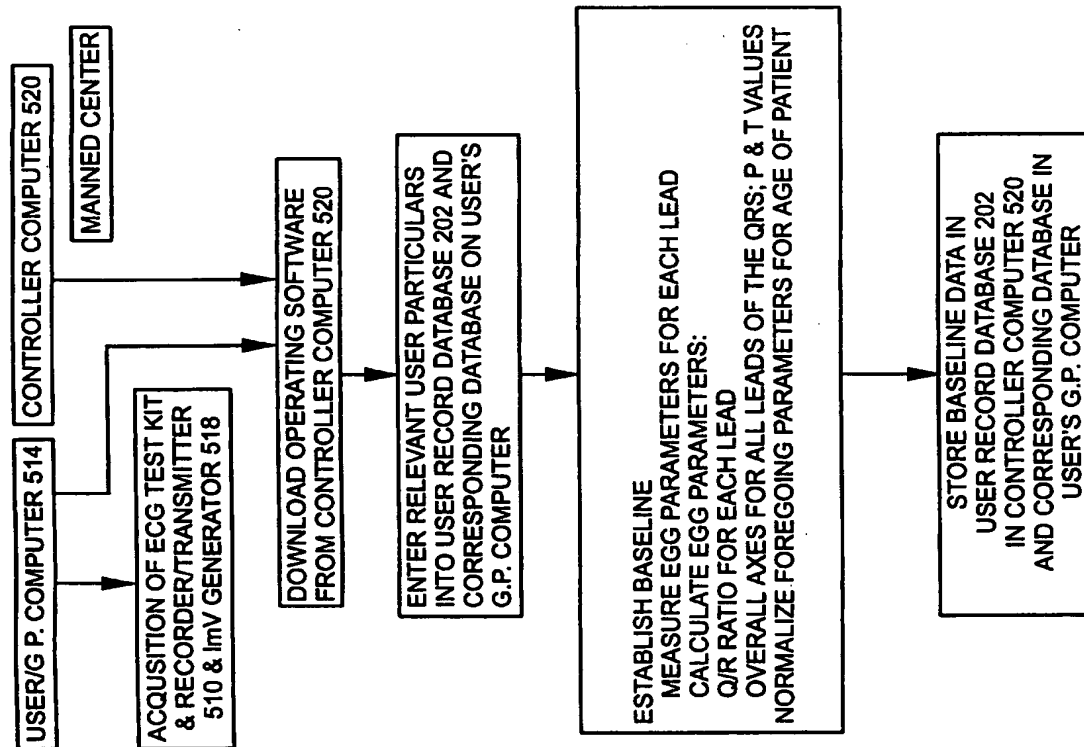 USER/G P. COMPUTER 514
CONTROLLER COMPUTER 520
MANNED CENTER
ACQUSITION OF ECG TEST KIT
& RECORDER/TRANSMITTER
510 & ImV GENERATOR 518
DOWNLOAD OPERATING SOFTWARE
FROM CONTROLLER COMPUTER 520
ENTER RELEVANT USER PARTICULARS
INTO USER RECORD DATABASE 202 AND
CORRESPONDING DATABASE ON USER'S
G.P. COMPUTER
ESTABLISH BASELINE
MEASURE EGG PARAMETERS FOR EACH LEAD
CALCULATE EGG PARAMETERS:
Q/R RATIO FOR EACH LEAD
OVERALL AXES FOR ALL LEADS OF THE QRS; P & T VALUES
NORMALIZE FOREGOING PARAMETERS FOR AGE OF PATIENT
STORE BASELINE DATA IN
USER RECORD DATABASE 202
IN CONTROLLER COMPUTER 520
AND CORRESPONDING DATABASE IN
USER'S G.P. COMPUTER